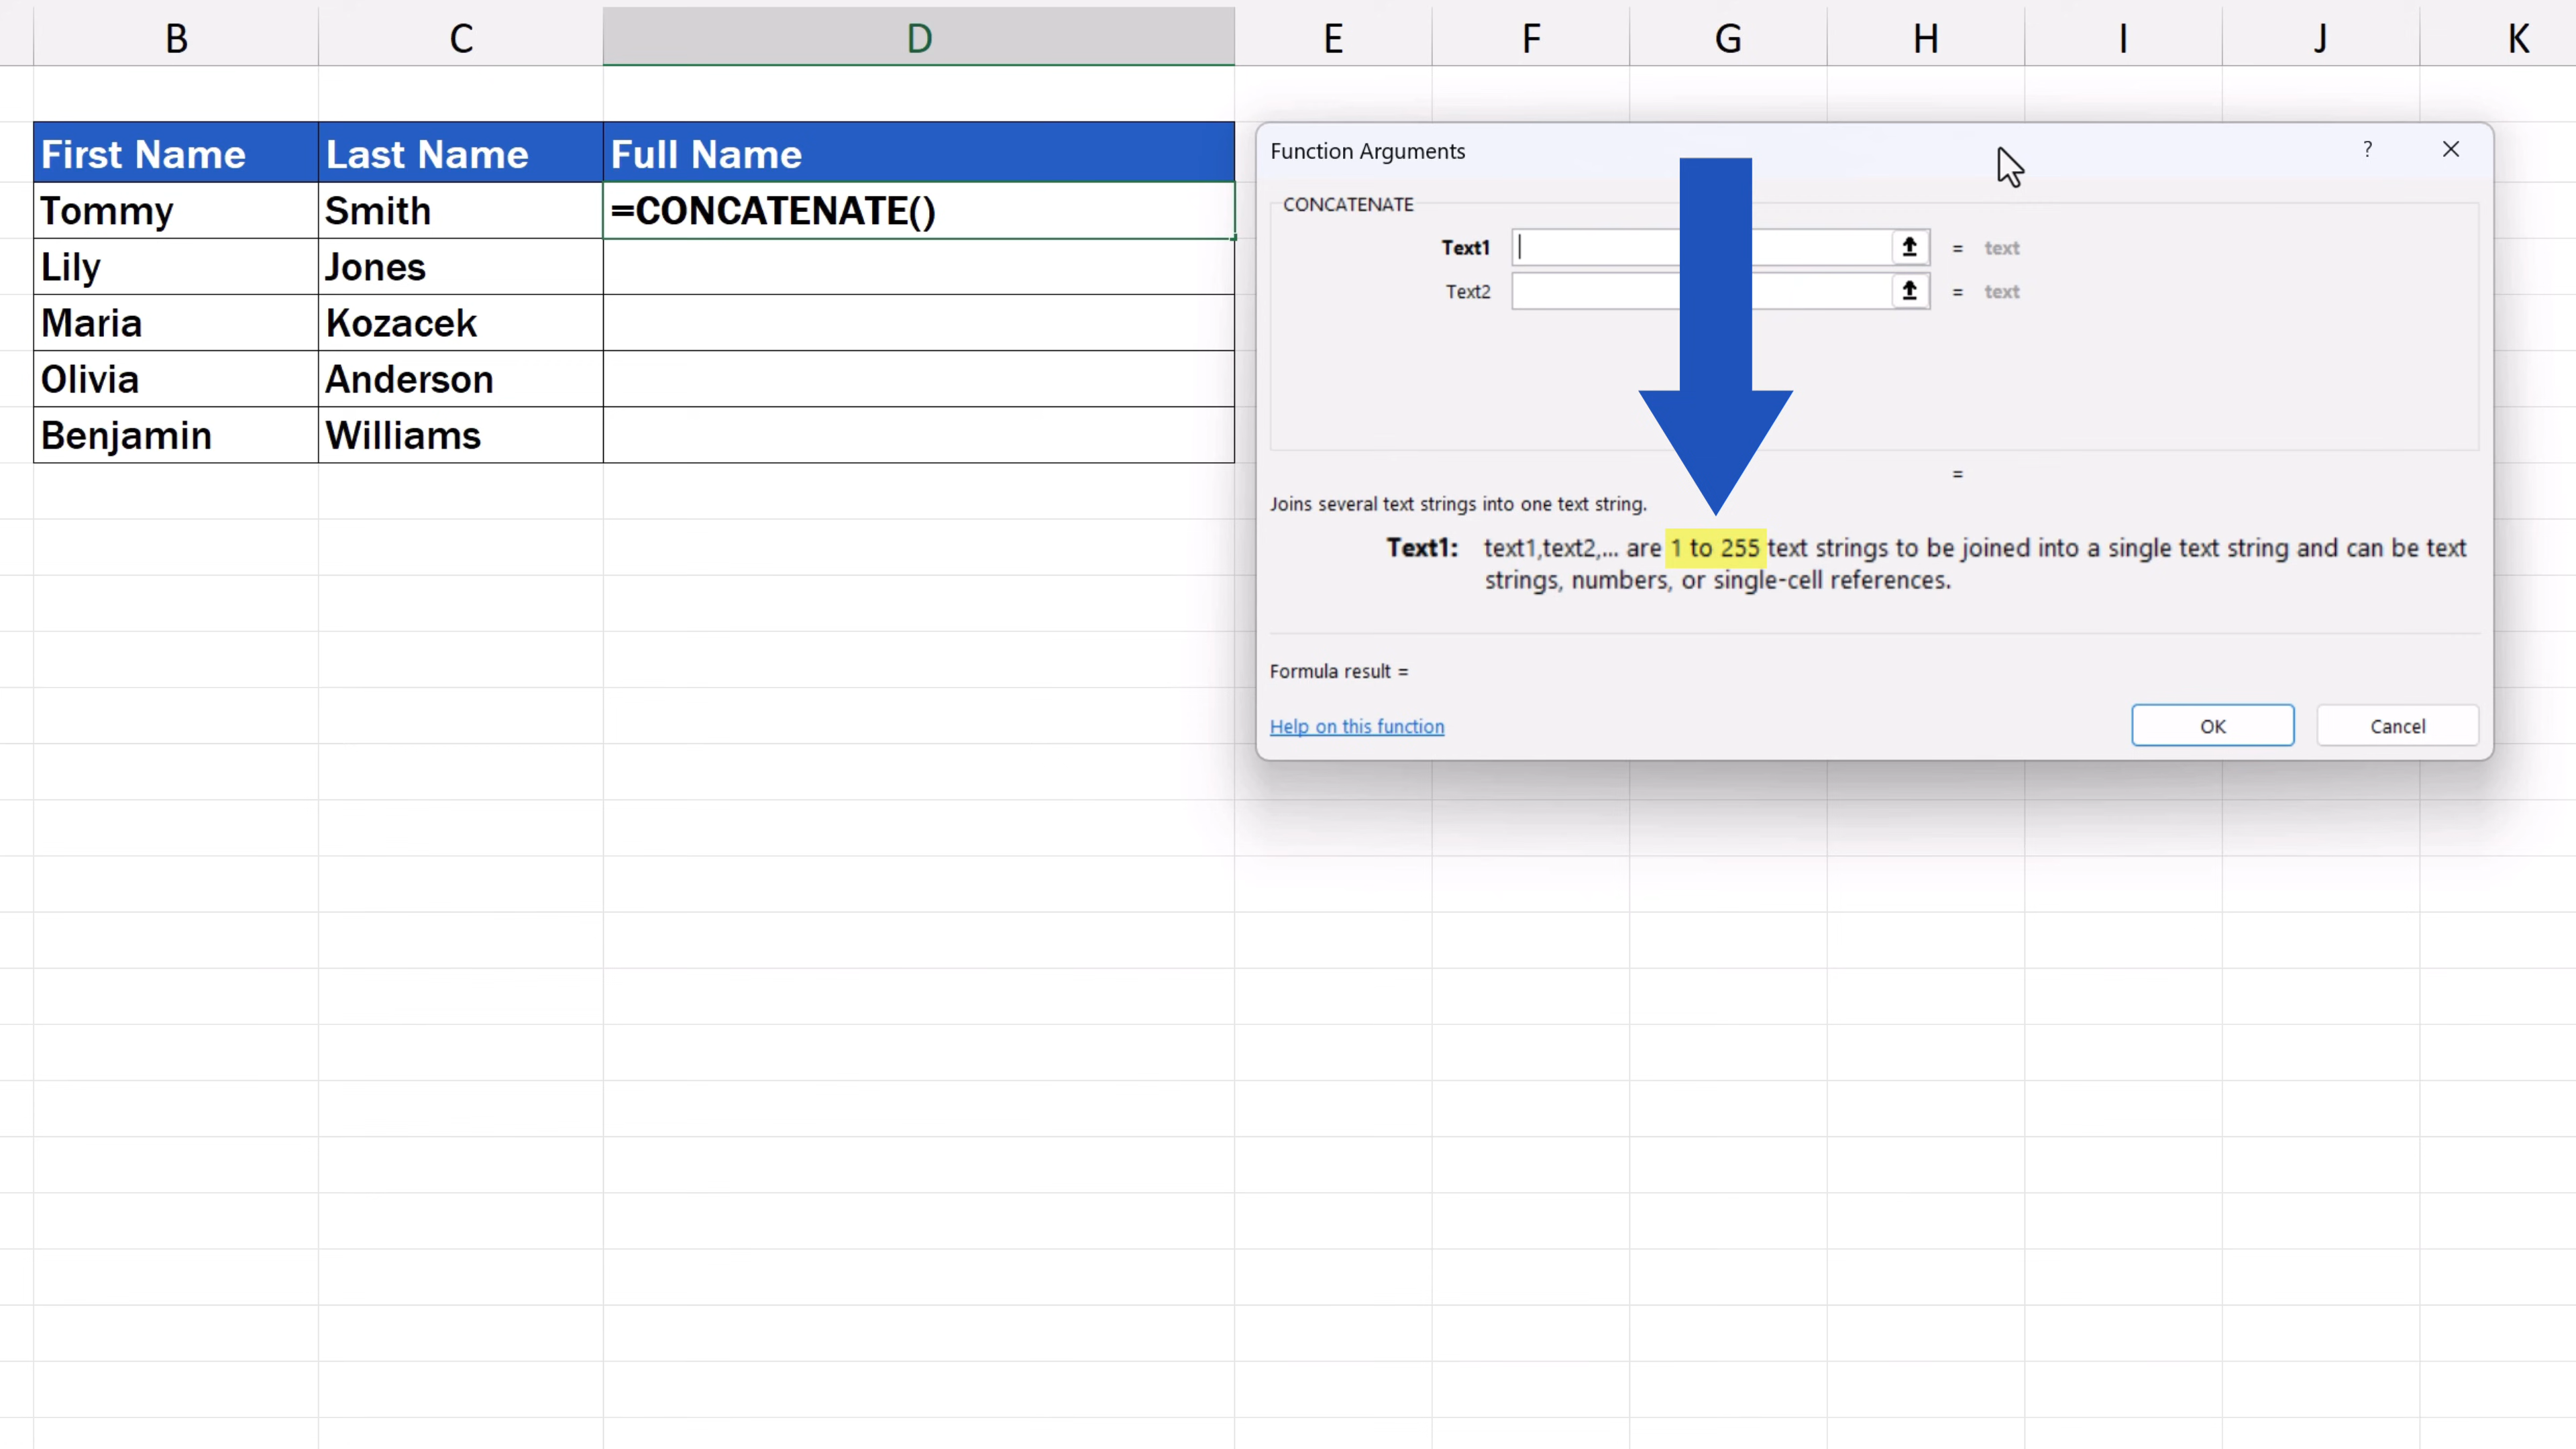 B C D E F G H I J K
First Name Last Name Full Name
Tommy Smith =CONCATENATE()
Lily Jones
Maria Kozacek
Olivia Anderson
Benjamin Williams
Function Arguments ?
CONCATENATE
Text1 = text
Text2 = text
=
Joins several text strings into one text string.
Text1: text1,text2,... are 1 to 255 text strings to be joined into a single text string and can be text
strings, numbers, or single-cell references.
Formula result =
Help on this function OK Cancel